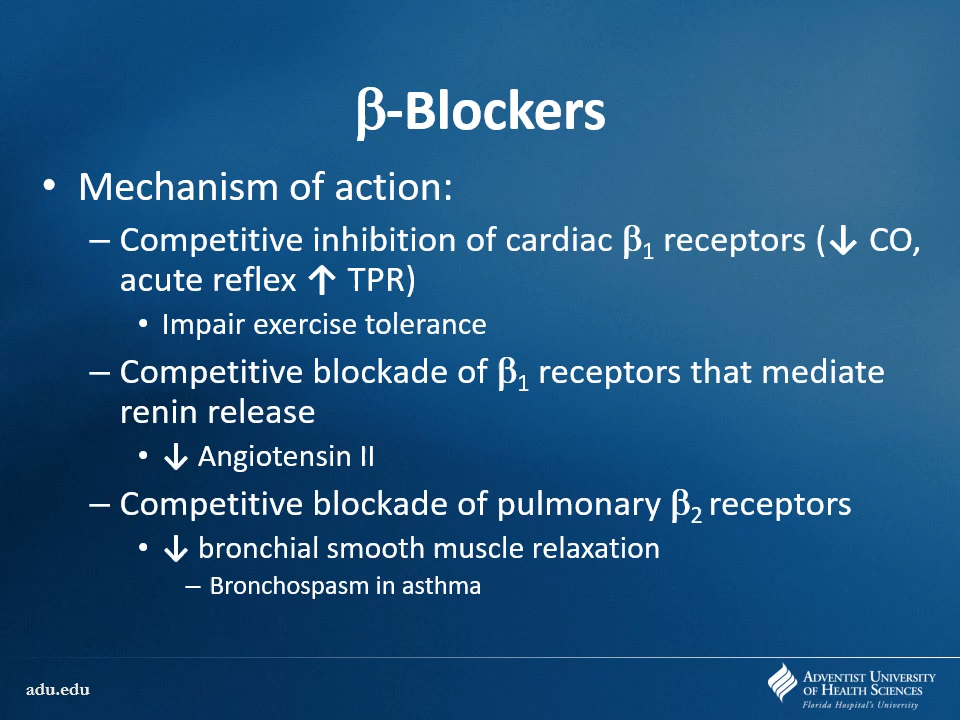 β-Blockers
• Mechanism of action:
– Competitive inhibition of cardiac β₁ receptors (↓ CO,
acute reflex ↑ TPR)
• Impair exercise tolerance
– Competitive blockade of β₁ receptors that mediate
renin release
• ↓ Angiotensin II
– Competitive blockade of pulmonary β₂ receptors
• ↓ bronchial smooth muscle relaxation
– Bronchospasm in asthma
adu.edu
ADVENTIST UNIVERSITY
OF HEALTH SCIENCES
Florida Hospital's University